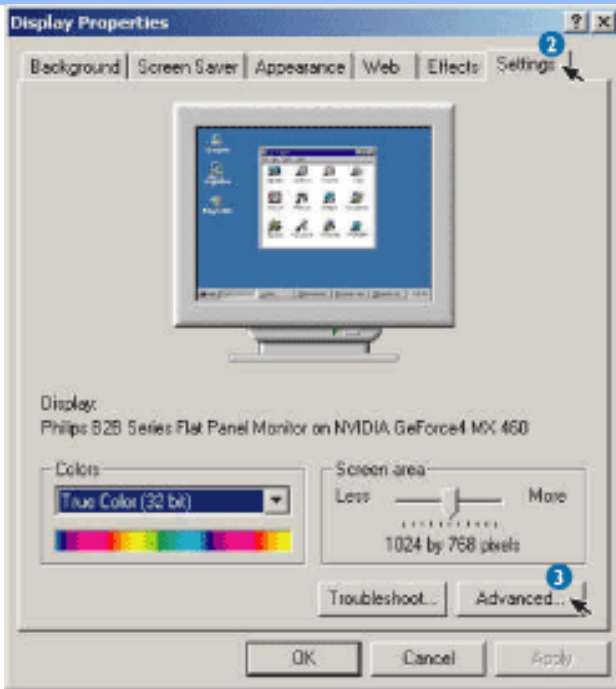 Display Properties
2
Background Screen Saver Appearance Web Effects Settings
Display:
Philips B2B Series Flat Panel Monitor on NVIDIA GeForce4 MX 460
Colors
True Color (32 bit)
Screen area
Less More
1024 by 768 pixels
3
Troubleshoot... Advanced...
OK Cancel Apply